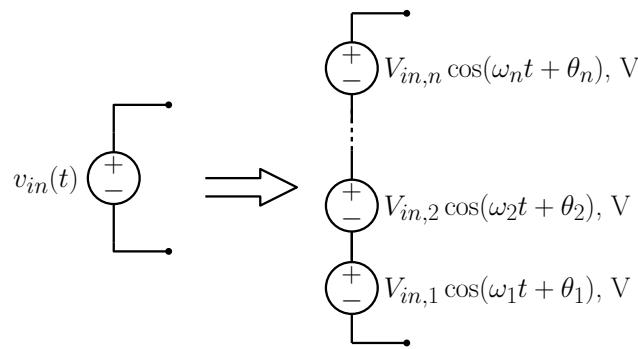 +
−
V_{in,n} cos(ω_n t + θ_n), V
v_{in}(t)
+
−
+
−
V_{in,2} cos(ω_2 t + θ_2), V
+
−
V_{in,1} cos(ω_1 t + θ_1), V